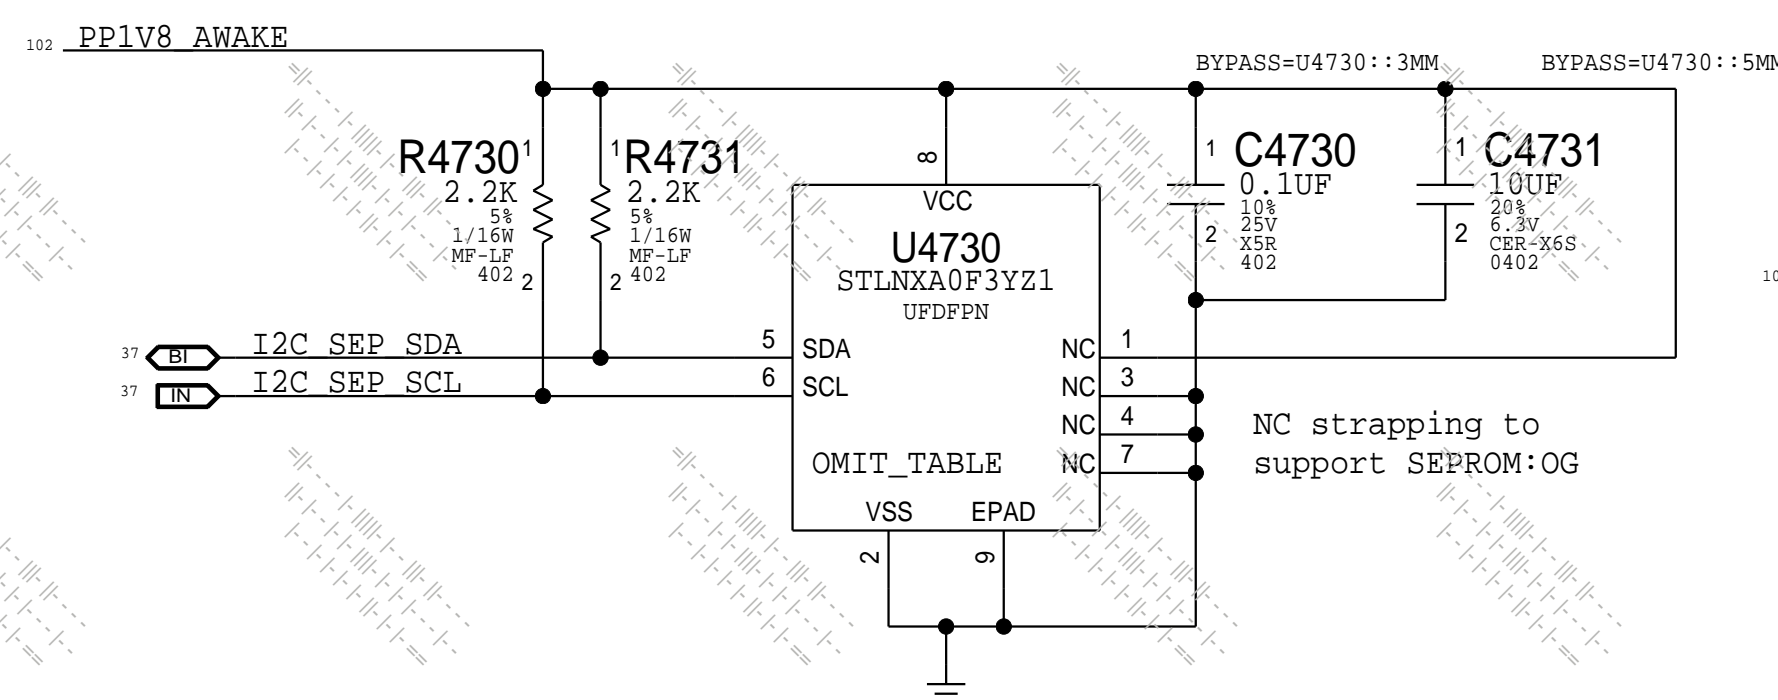 102 PP1V8_AWAKE
BYPASS=U4730::3MM
BYPASS=U4730::5MM
R4730 1
2.2K
5%
1/16W
MF-LF
402 2
1 R4731
2.2K
5%
1/16W
MF-LF
2 402
8
VCC
U4730
STLNXA0F3YZ1
UFDFPN
1 C4730
0.1UF
10%
25V
2 X5R
402
1 C4731
10UF
20%
6.3V
2 CER-X6S
0402
10
37 BI I2C_SEP_SDA 5 SDA
37 IN I2C_SEP_SCL 6 SCL
NC 1
NC 3
NC 4
NC 7
OMIT_TABLE
NC strapping to
support SEPROM:OG
VSS EPAD
2 9